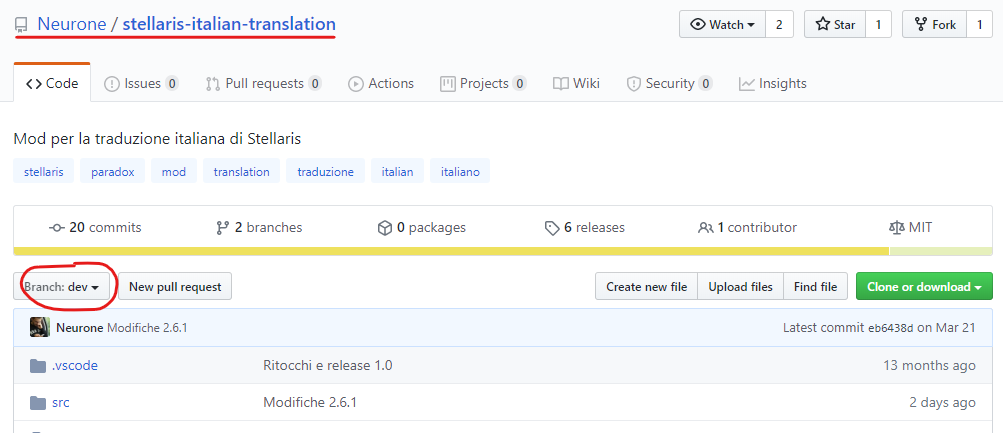 Neurone / stellaris-italian-translation
Watch 2 Star 1 Fork 1
Code Issues 0 Pull requests 0 Actions Projects 0 Wiki Security 0 Insights
Mod per la traduzione italiana di Stellaris
stellaris paradox mod translation traduzione italian italiano
20 commits 2 branches 0 packages 6 releases 1 contributor MIT
Branch: dev New pull request Create new file Upload files Find file Clone or download
Neurone Modifiche 2.6.1 Latest commit eb6438d on Mar 21
.vscode Ritocchi e release 1.0 13 months ago
src Modifiche 2.6.1 2 days ago